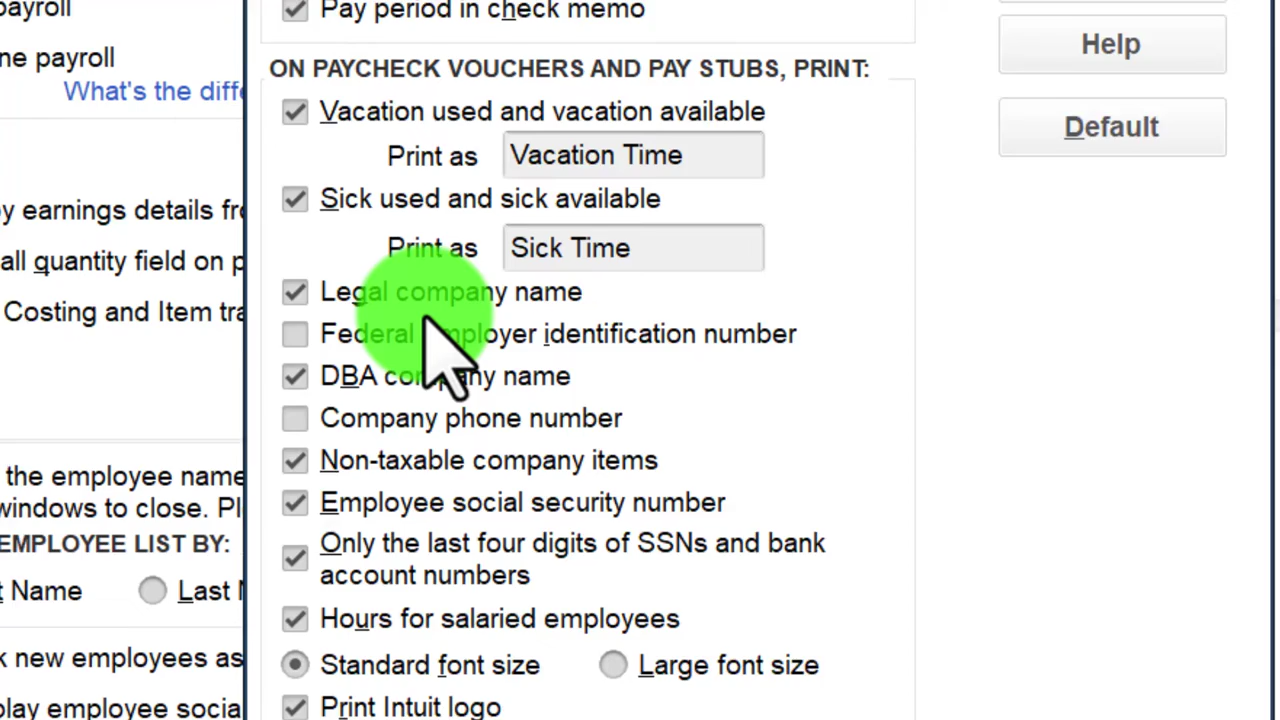 payroll
ne payroll
What's the diffe
y earnings details fro
all quantity field on p
Costing and Item tra
the employee name
windows to close. Pl
EMPLOYEE LIST BY:
t Name Last N
k new employees as
play employee social
Pay period in check memo
ON PAYCHECK VOUCHERS AND PAY STUBS, PRINT:
Vacation used and vacation available
Print as Vacation Time
Sick used and sick available
Print as Sick Time
Legal company name
Federal employer identification number
DBA company name
Company phone number
Non-taxable company items
Employee social security number
Only the last four digits of SSNs and bank
account numbers
Hours for salaried employees
Standard font size Large font size
Print Intuit logo
Help
Default